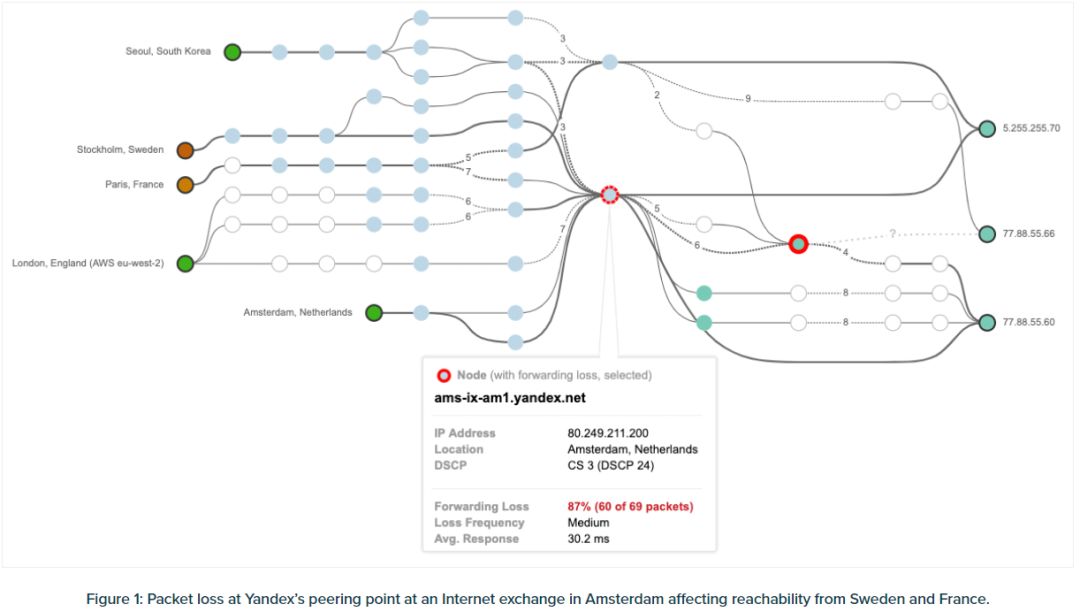 Seoul, South Korea
3
3
2
9
3
5.255.255.70
Stockholm, Sweden
5
Paris, France
7
6
5
6
7
6
?
77.88.55.66
4
London, England (AWS eu-west-2)
8
Amsterdam, Netherlands
8
77.88.55.60
Node (with forwarding loss, selected)
ams-ix-am1.yandex.net
IP Address 80.249.211.200
Location Amsterdam, Netherlands
DSCP CS 3 (DSCP 24)
Forwarding Loss 87% (60 of 69 packets)
Loss Frequency Medium
Avg. Response 30.2 ms
Figure 1: Packet loss at Yandex's peering point at an Internet exchange in Amsterdam affecting reachability from Sweden and France.